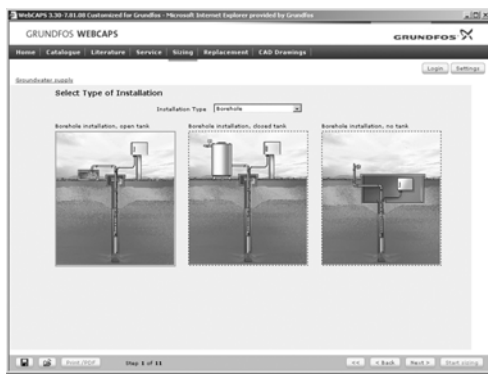 WebCAPS 3.30-7.81.08 Customized for Grundfos - Microsoft Internet Explorer provided by Grundfos
GRUNDFOS WEBCAPS
GRUNDFOS
Home Catalogue Literature Service Sizing Replacement CAD Drawings
Login Settings
Groundwater supply
Select Type of Installation
Installation Type Borehole
Borehole installation, open tank Borehole installation, closed tank Borehole installation, no tank
Print /PDF Step 1 of 11 << < Back Next > Start sizing